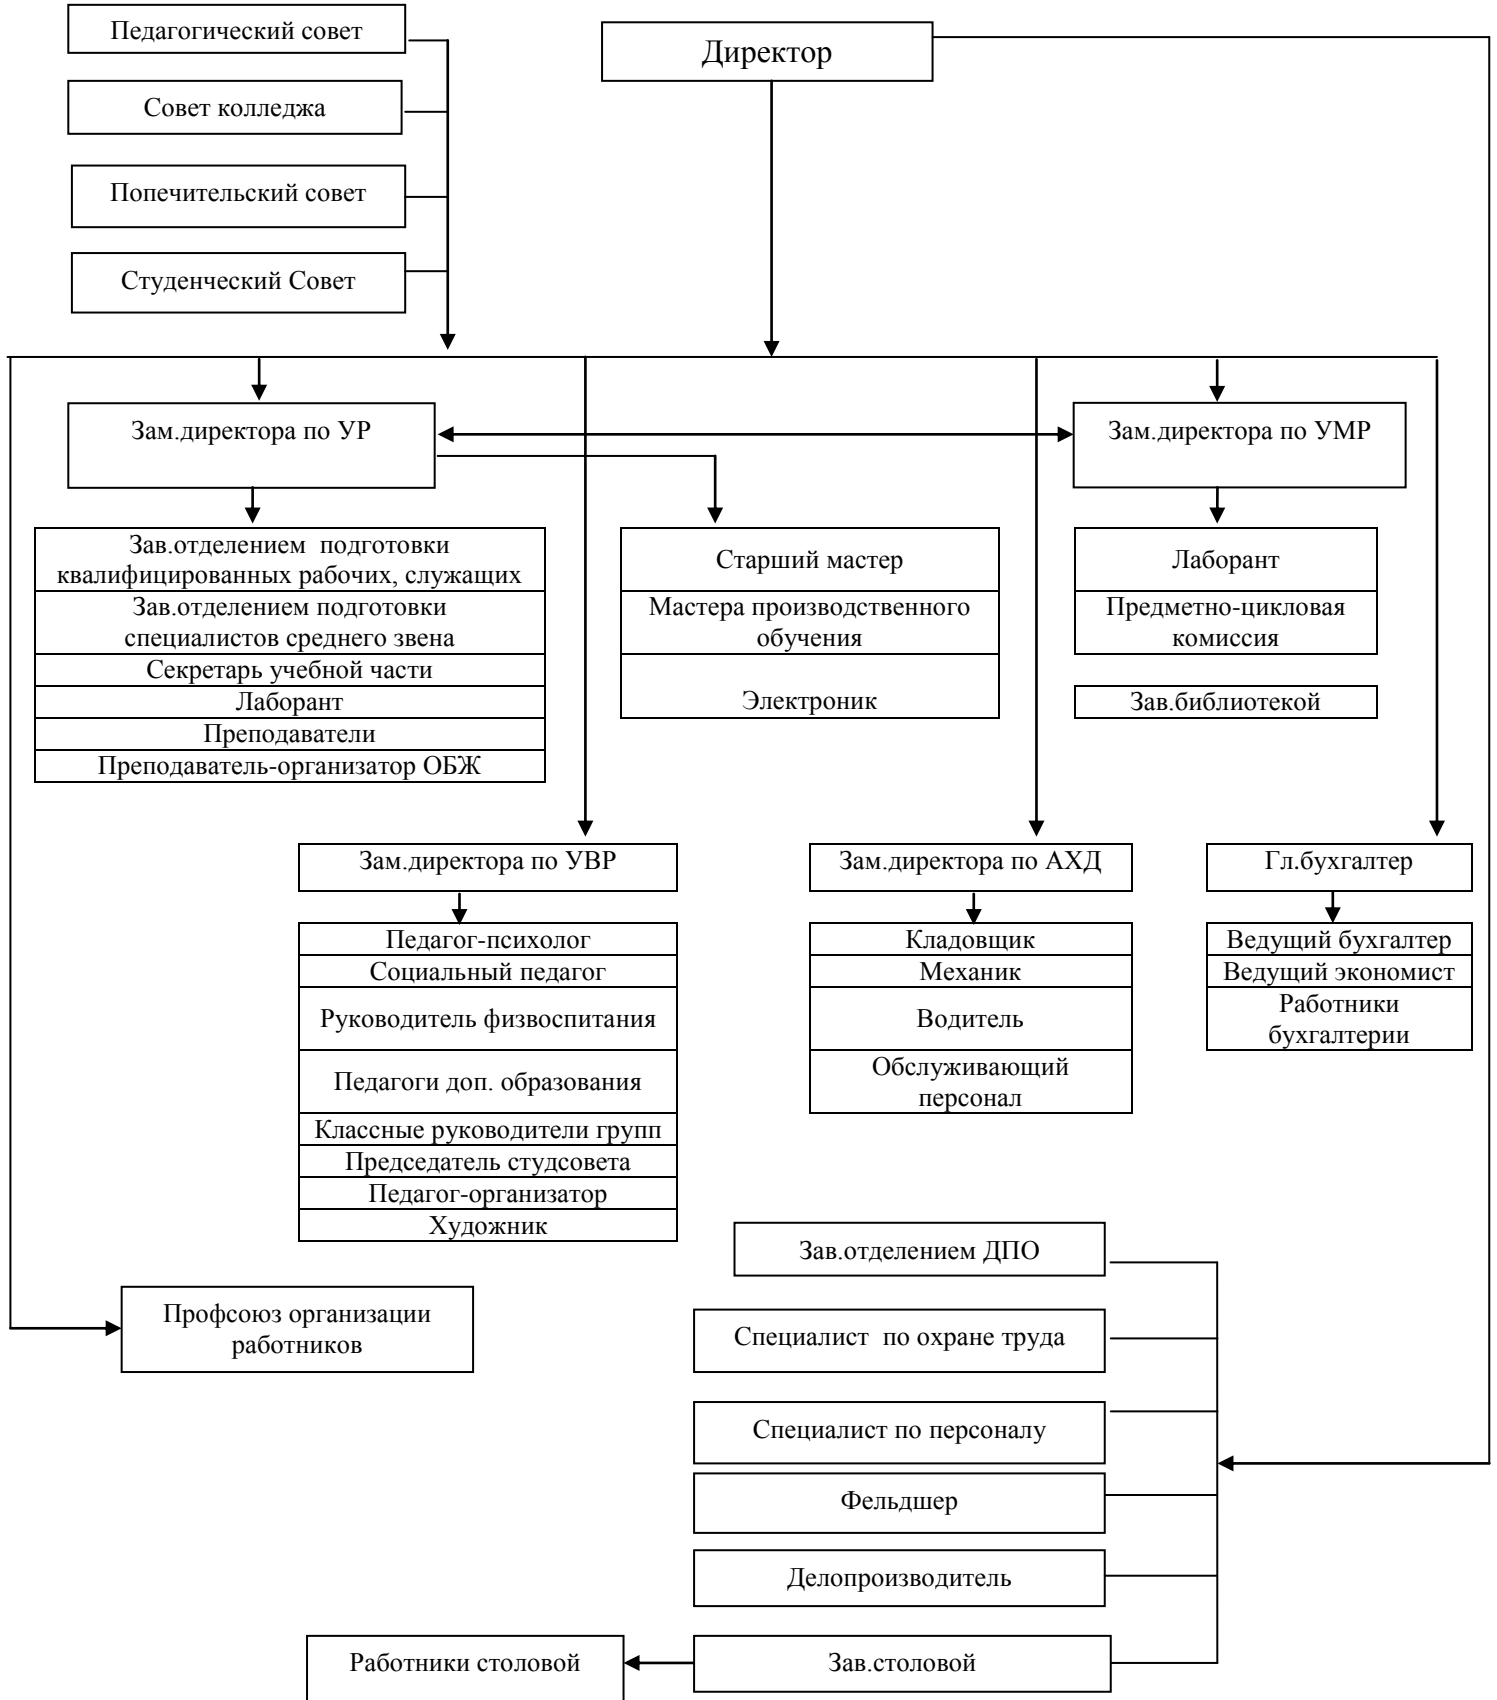 Педагогический совет
Директор
Совет колледжа
Попечительский совет
Студенческий Совет
Зам.директора по УР
Зам.директора по УМР
Зав.отделением подготовки
квалифицированных рабочих, служащих
Зав.отделением подготовки
специалистов среднего звена
Секретарь учебной части
Лаборант
Преподаватели
Преподаватель-организатор ОБЖ
Старший мастер
Мастера производственного
обучения
Электроник
Лаборант
Предметно-цикловая
комиссия
Зав.библиотекой
Зам.директора по УВР
Педагог-психолог
Социальный педагог
Руководитель физвоспитания
Педагоги доп. образования
Классные руководители групп
Председатель студсовета
Педагог-организатор
Художник
Зам.директора по АХД
Кладовщик
Механик
Водитель
Обслуживающий
персонал
Гл.бухгалтер
Ведущий бухгалтер
Ведущий экономист
Работники
бухгалтерии
Профсоюз организации
работников
Зав.отделением ДПО
Специалист по охране труда
Специалист по персоналу
Фельдшер
Делопроизводитель
Работники столовой
Зав.столовой